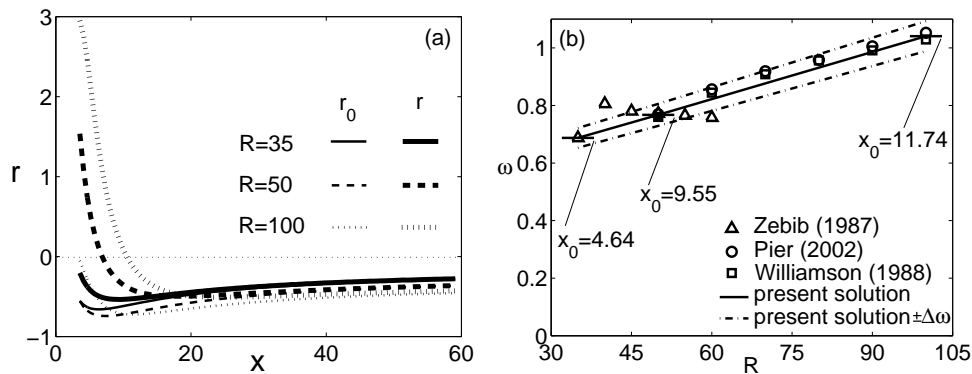 (a)
r
3
2
1
0
−1
0 20 40 60
x
r0 r
R=35
R=50
R=100
(b)
ω
1
0.8
0.6
0.4
0.2
0
30 45 60 75 90 105
R
x0=4.64
x0=9.55
x0=11.74
Zebib (1987)
Pier (2002)
Williamson (1988)
present solution
present solution±Δω